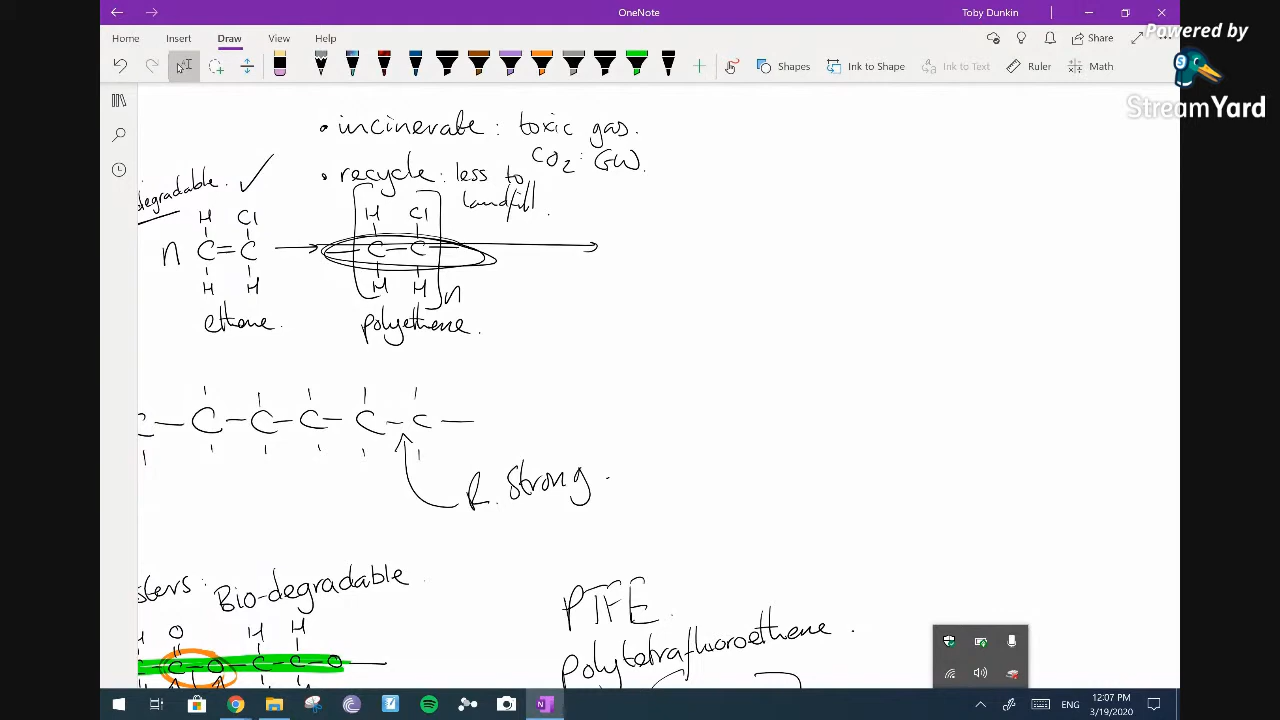 OneNote
Toby Dunkin
Powered by
StreamYard
Home Insert Draw View Help
Share
Shapes Ink to Shape Ink to Text Ruler Math
• incinerate : toxic gas.
CO2 : GW.
• recycle : less to
landfill.
degradable. ✓
H Cl
n C=C
H H
ethene.
H Cl
C-C
H H n
polyethene.
C-C-C-C-C-C-
R. Strong.
sters : Bio-degradable
H O H H
C-O-C-C-O
PTFE.
polytetrafluoroethene.
12:07 PM
3/19/2020